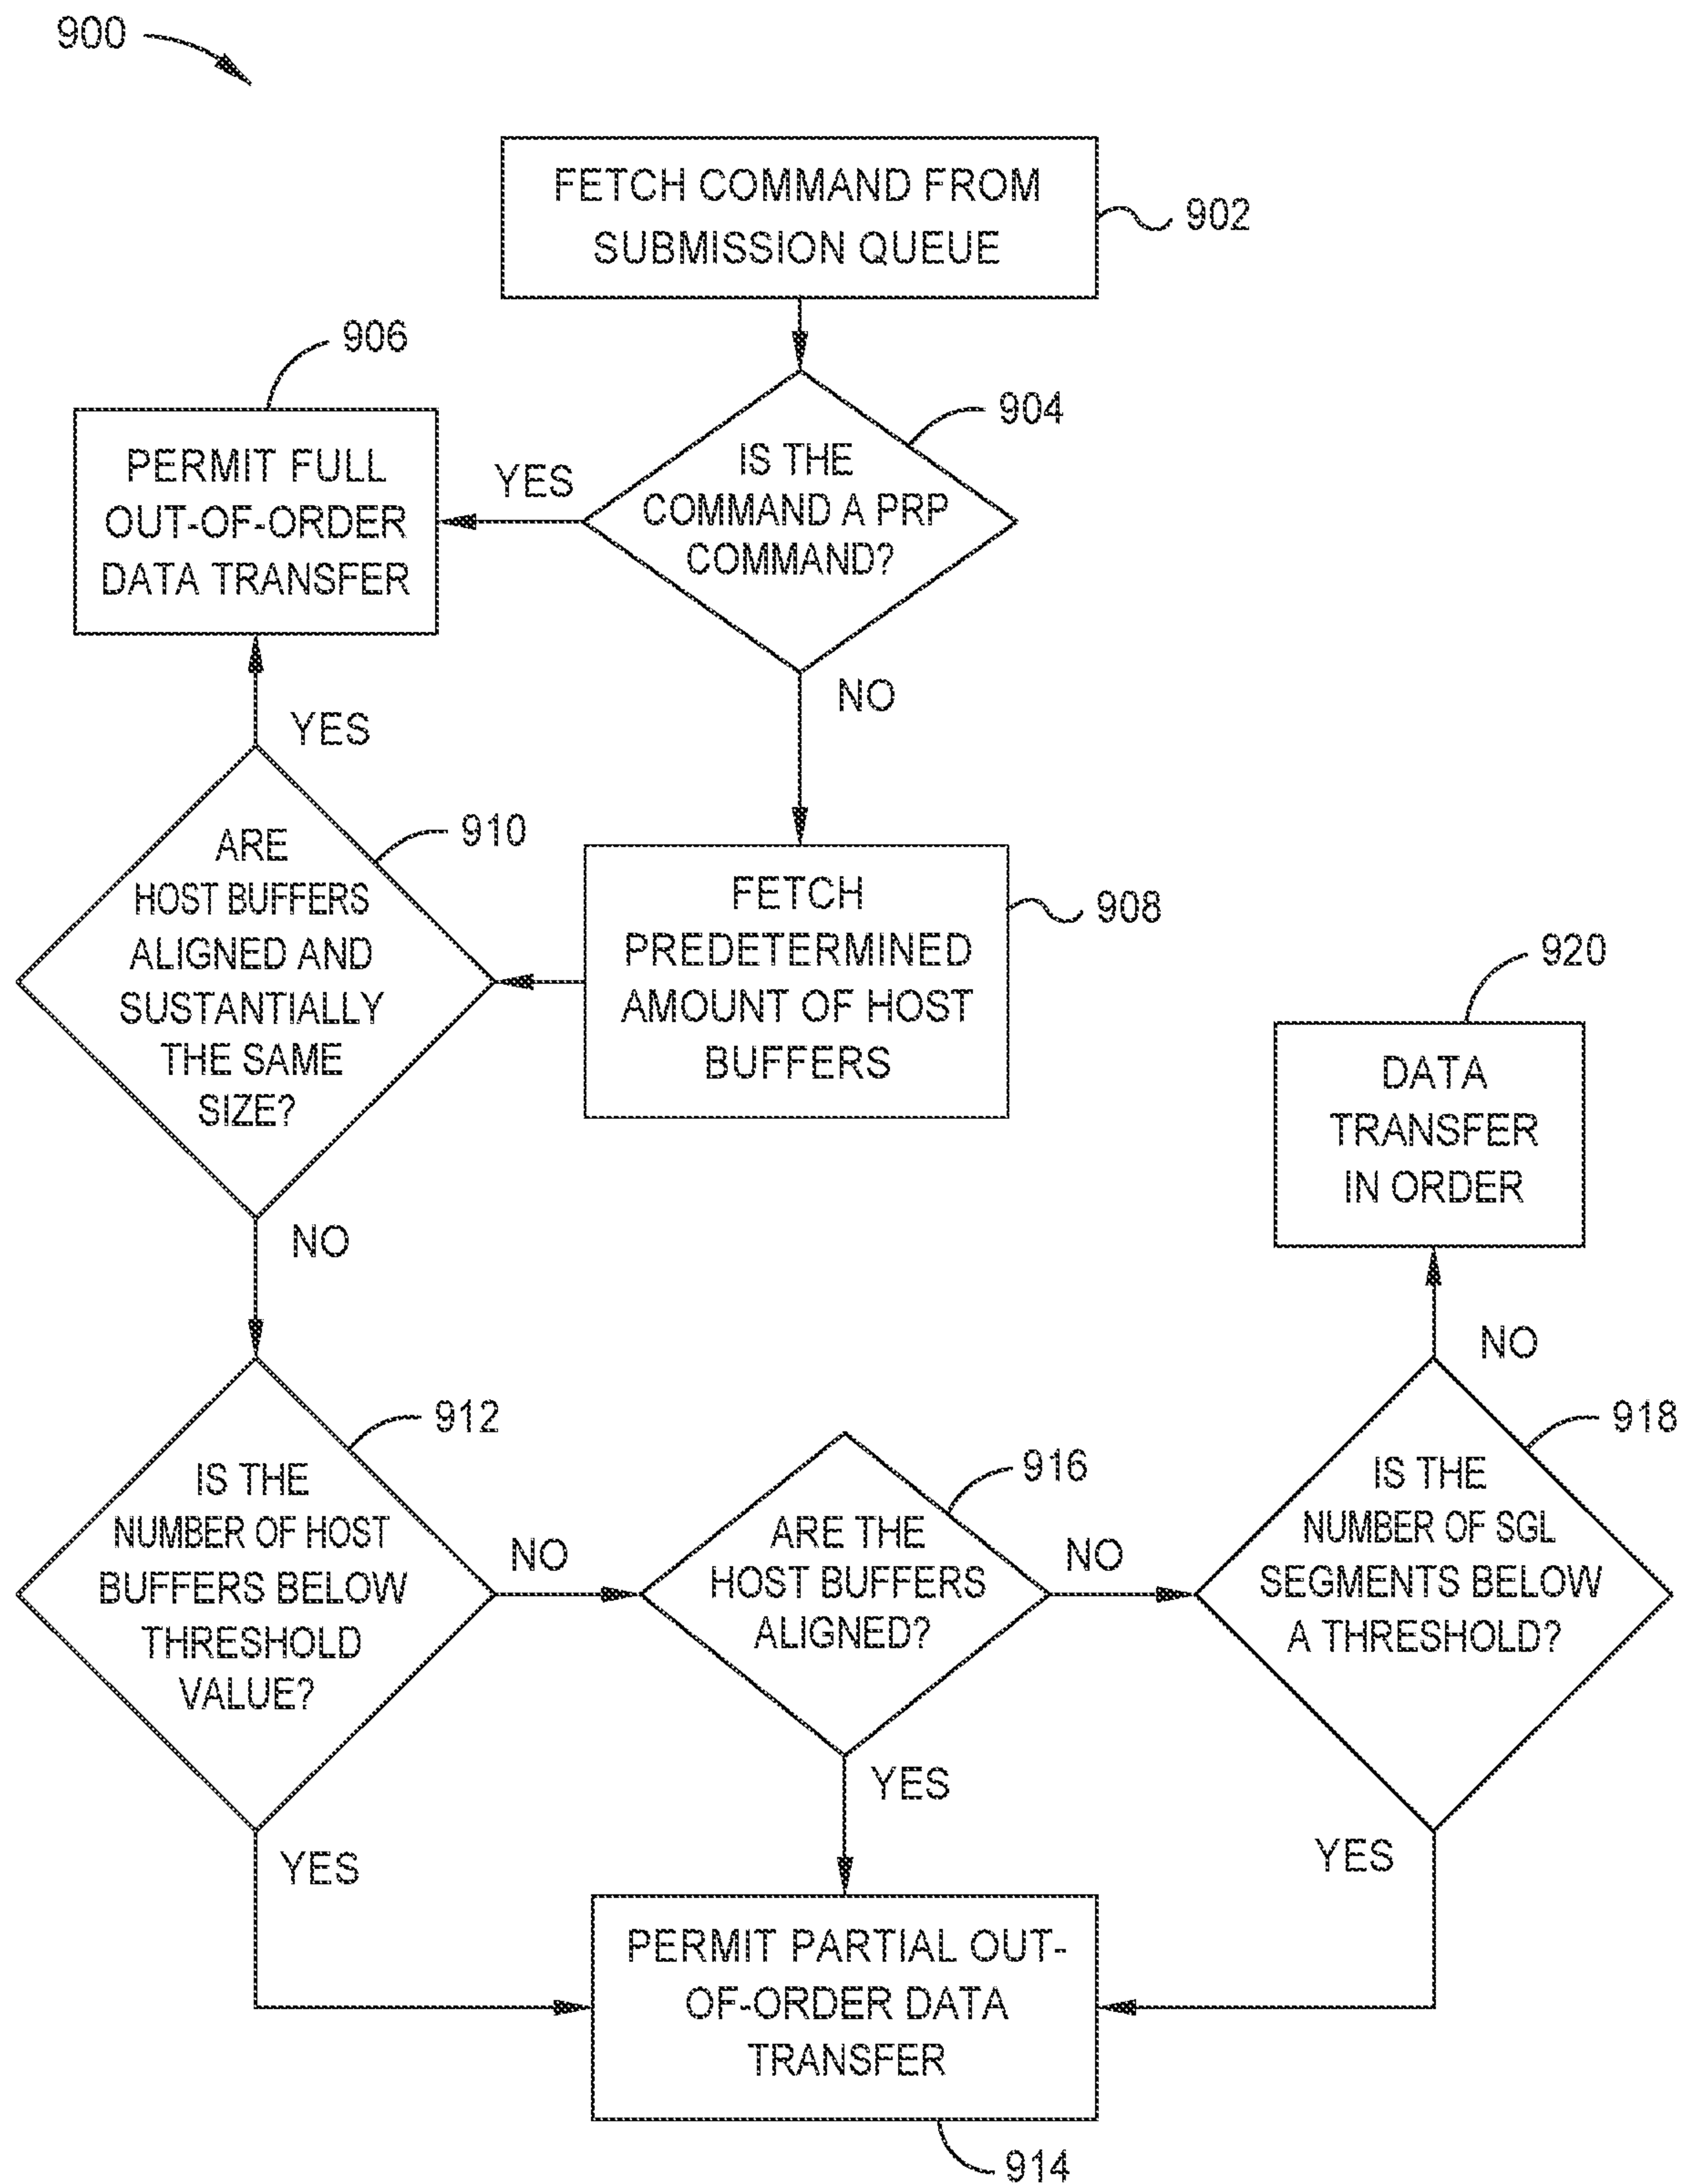 900
FETCH COMMAND FROM
SUBMISSION QUEUE
902
906
PERMIT FULL
OUT-OF-ORDER
DATA TRANSFER
YES
904
IS THE
COMMAND A PRP
COMMAND?
NO
YES
910
ARE
HOST BUFFERS
ALIGNED AND
SUSTANTIALLY
THE SAME
SIZE?
FETCH
PREDETERMINED
AMOUNT OF HOST
BUFFERS
908
920
DATA
TRANSFER
IN ORDER
NO
NO
912
IS THE
NUMBER OF HOST
BUFFERS BELOW
THRESHOLD
VALUE?
NO
916
ARE THE
HOST BUFFERS
ALIGNED?
NO
918
IS THE
NUMBER OF SGL
SEGMENTS BELOW
A THRESHOLD?
YES
YES
YES
PERMIT PARTIAL OUT-
OF-ORDER DATA
TRANSFER
914